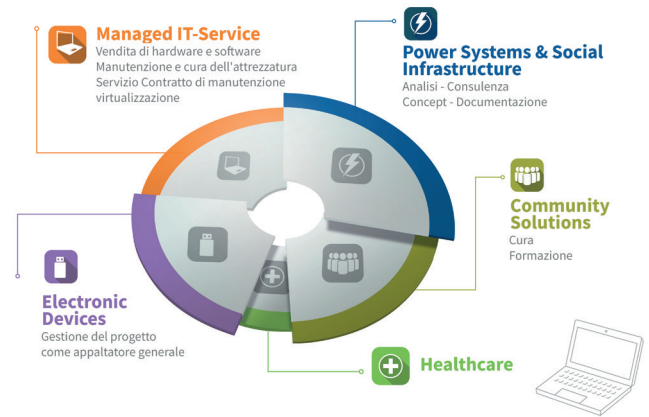 Managed IT-Service
Vendita di hardware e software
Manutenzione e cura dell'attrezzatura
Servizio Contratto di manutenzione
virtualizzazione
Power Systems & Social
Infrastructure
Analisi - Consulenza
Concept - Documentazione
Community
Solutions
Cura
Formazione
Electronic
Devices
Gestione del progetto
come appaltatore generale
Healthcare